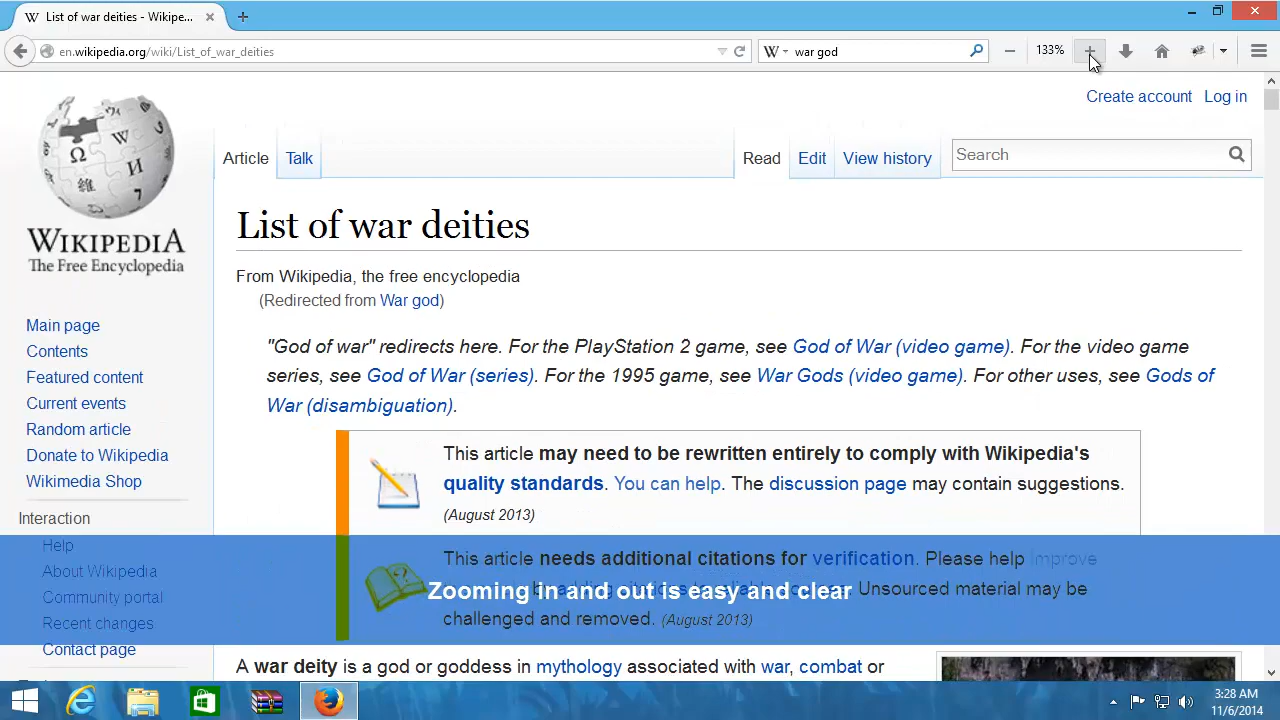 List of war deities - Wikipe...
en.wikipedia.org/wiki/List_of_war_deities
war god
133%
Create account Log in
Article Talk Read Edit View history Search
WIKIPEDIA
The Free Encyclopedia
List of war deities
From Wikipedia, the free encyclopedia
(Redirected from War god)
"God of war" redirects here. For the PlayStation 2 game, see God of War (video game). For the video game
series, see God of War (series). For the 1995 game, see War Gods (video game). For other uses, see Gods of
War (disambiguation).
Main page
Contents
Featured content
Current events
Random article
Donate to Wikipedia
Wikimedia Shop
Interaction
Help
About Wikipedia
Community portal
Recent changes
Contact page
This article may need to be rewritten entirely to comply with Wikipedia's
quality standards. You can help. The discussion page may contain suggestions.
(August 2013)
This article needs additional citations for verification. Please help improve
Unsourced material may be
challenged and removed. (August 2013)
Zooming in and out is easy and clear
A war deity is a god or goddess in mythology associated with war, combat or
3:28 AM
11/6/2014